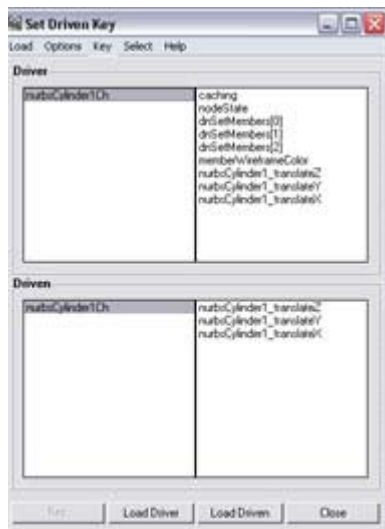 Set Driven Key
Load Options Key Select Help
Driver
nurbsCylinder1Ch
caching
nodeState
dnSetMembers[0]
dnSetMembers[1]
dnSetMembers[2]
memberWireframeColor
nurbsCylinder1_translateZ
nurbsCylinder1_translateY
nurbsCylinder1_translateX
Driven
nurbsCylinder1Ch
nurbsCylinder1_translateZ
nurbsCylinder1_translateY
nurbsCylinder1_translateX
Key Load Driver Load Driven Close